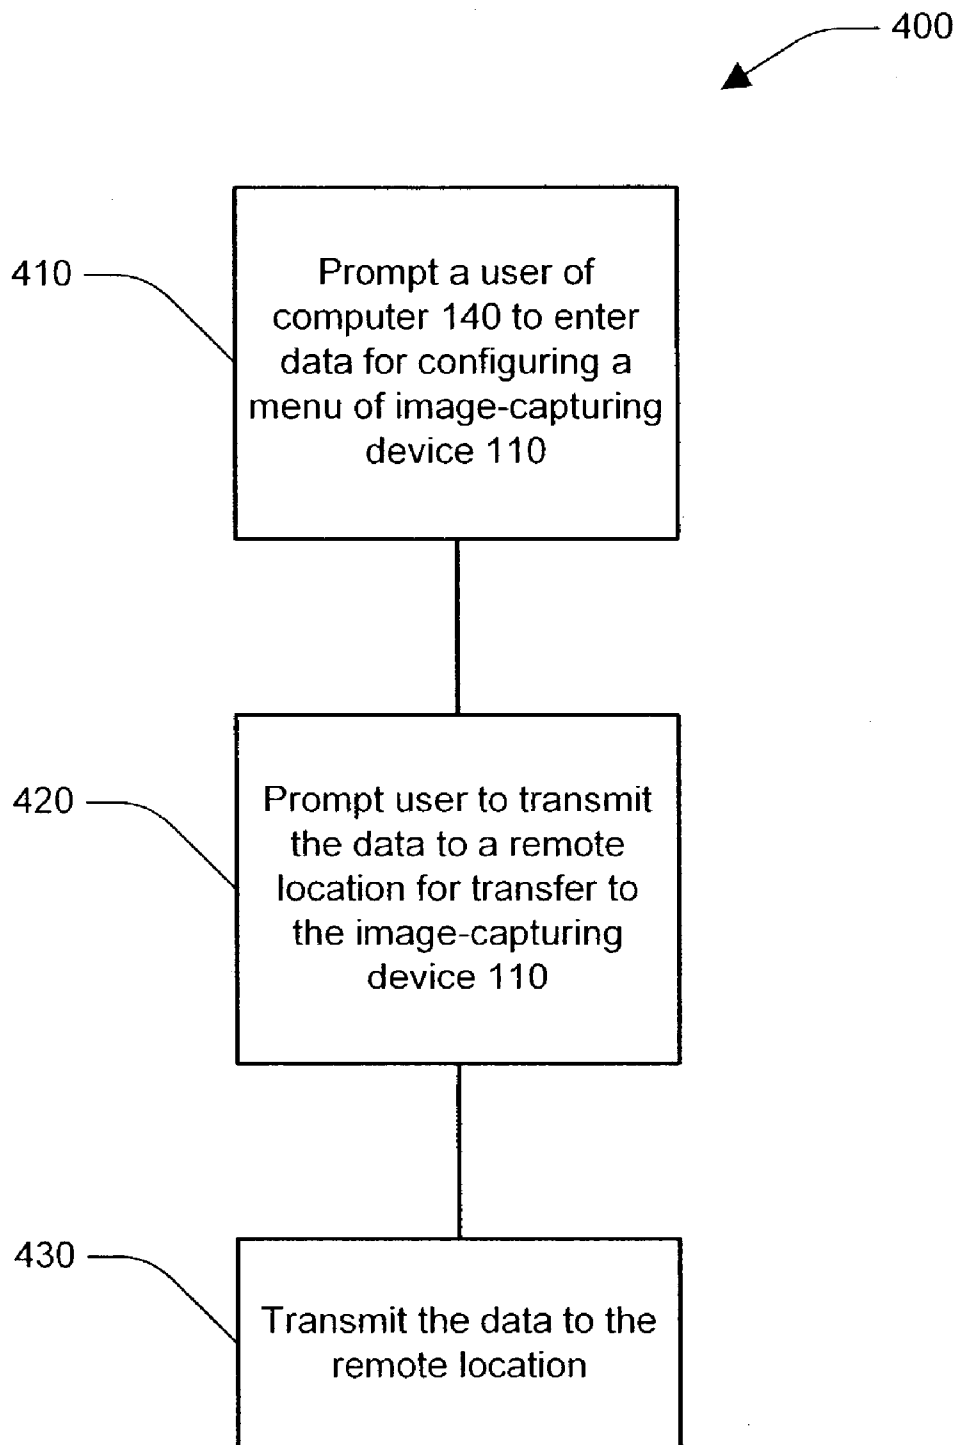 400
410
Prompt a user of
computer 140 to enter
data for configuring a
menu of image-capturing
device 110
420
Prompt user to transmit
the data to a remote
location for transfer to
the image-capturing
device 110
430
Transmit the data to the
remote location